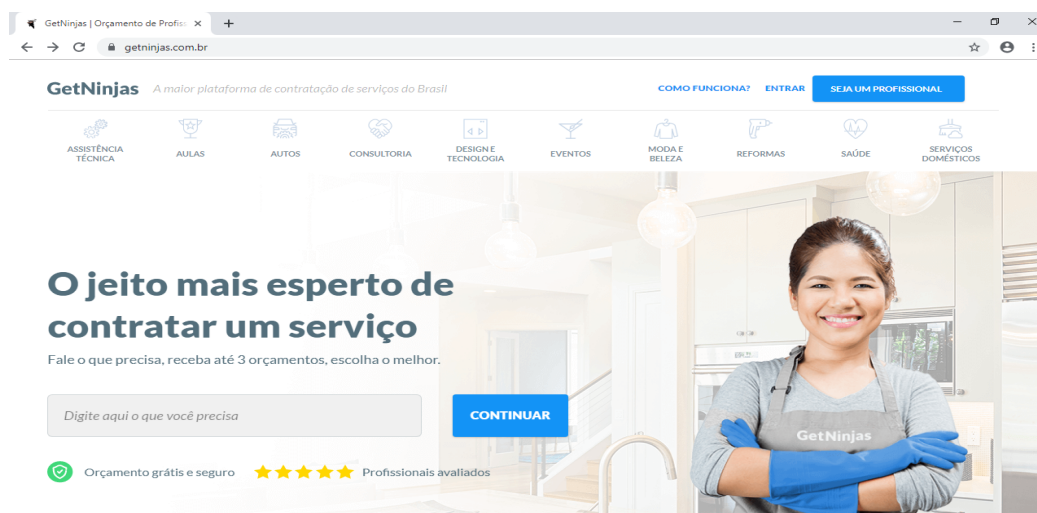 GetNinjas | Orçamento de Profiss
getninjas.com.br
GetNinjas A maior plataforma de contratação de serviços do Brasil COMO FUNCIONA? ENTRAR SEJA UM PROFISSIONAL
ASSISTÊNCIA
TÉCNICA
AULAS
AUTOS
CONSULTORIA
DESIGN E
TECNOLOGIA
EVENTOS
MODA E
BELEZA
REFORMAS
SAÚDE
SERVIÇOS
DOMÉSTICOS
O jeito mais esperto de
contratar um serviço
Fale o que precisa, receba até 3 orçamentos, escolha o melhor.
Digite aqui o que você precisa
CONTINUAR
GetNinjas
Orçamento grátis e seguro
Profissionais avaliados